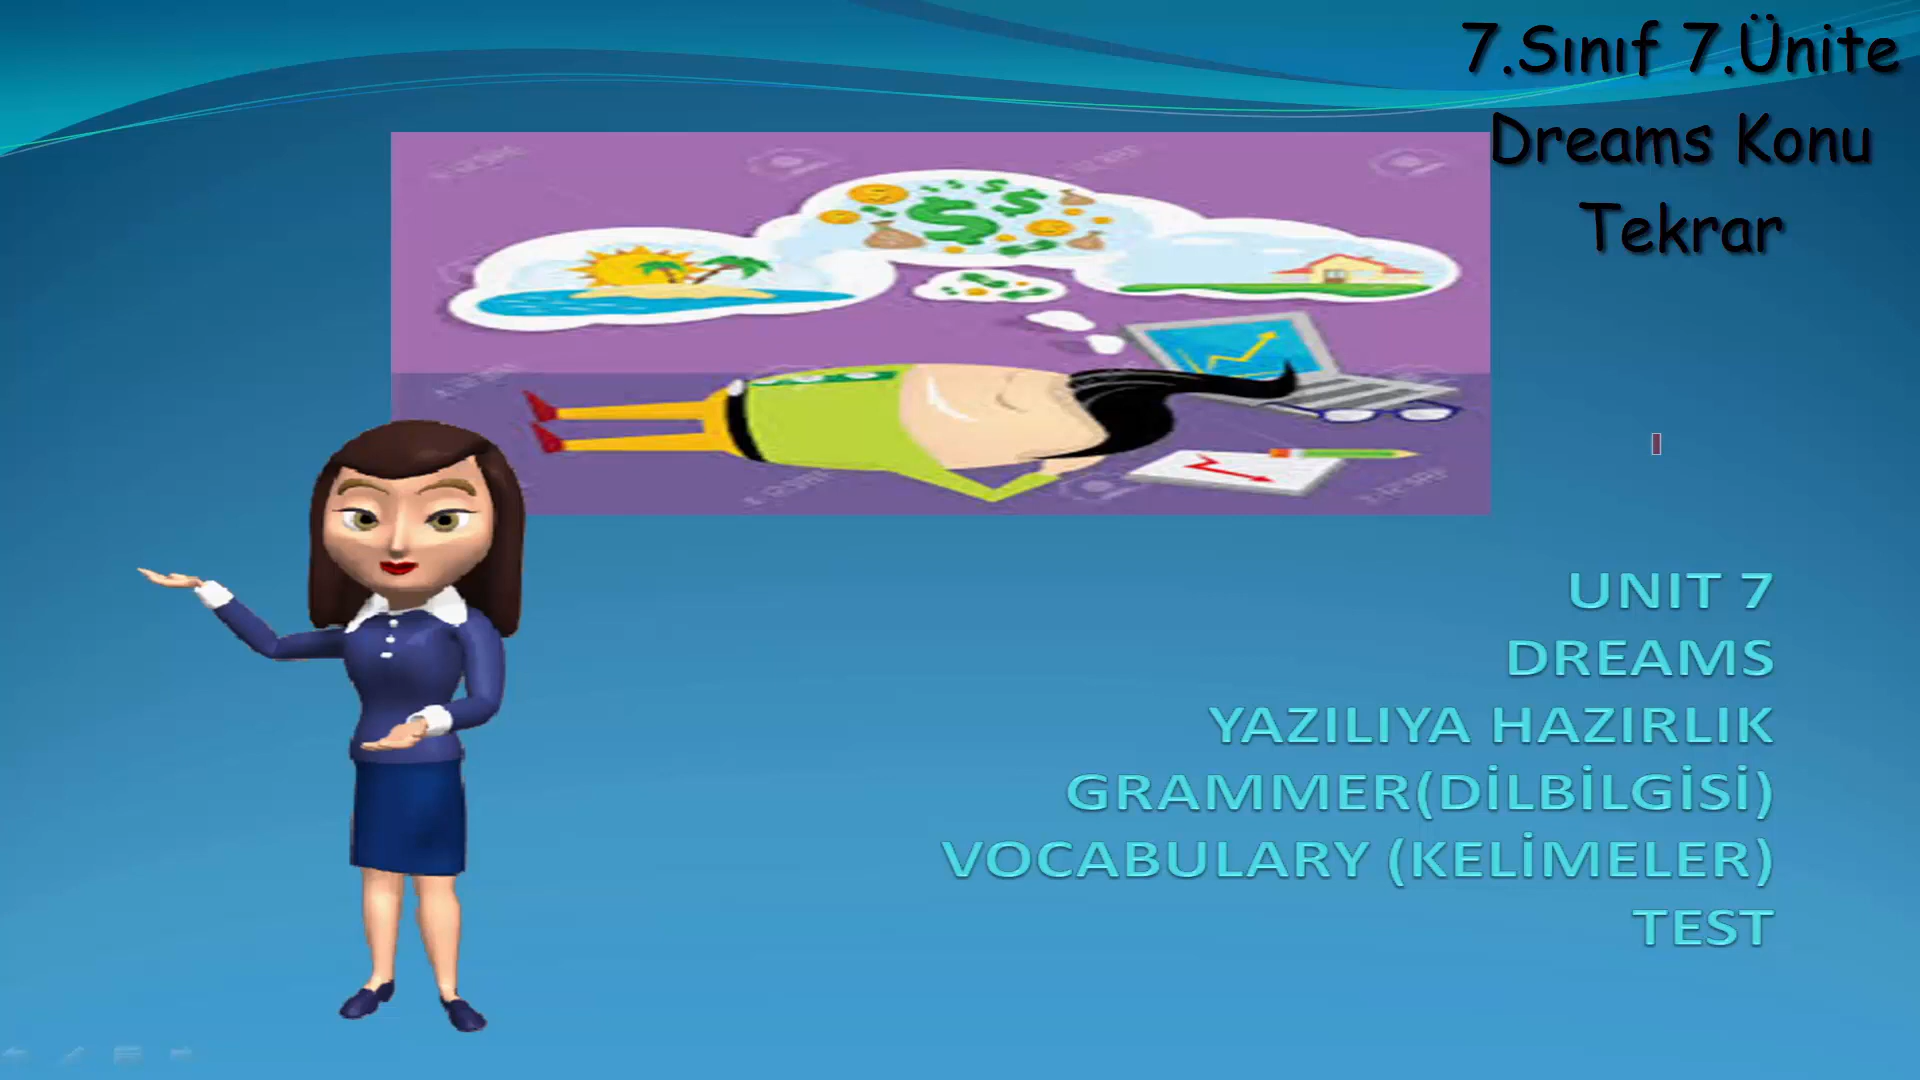 7.Sınıf 7.Ünite
Dreams Konu
Tekrar
UNIT 7
DREAMS
YAZILIYA HAZIRLIK
GRAMMER(DİLBİLGİSİ)
VOCABULARY (KELİMELER)
TEST